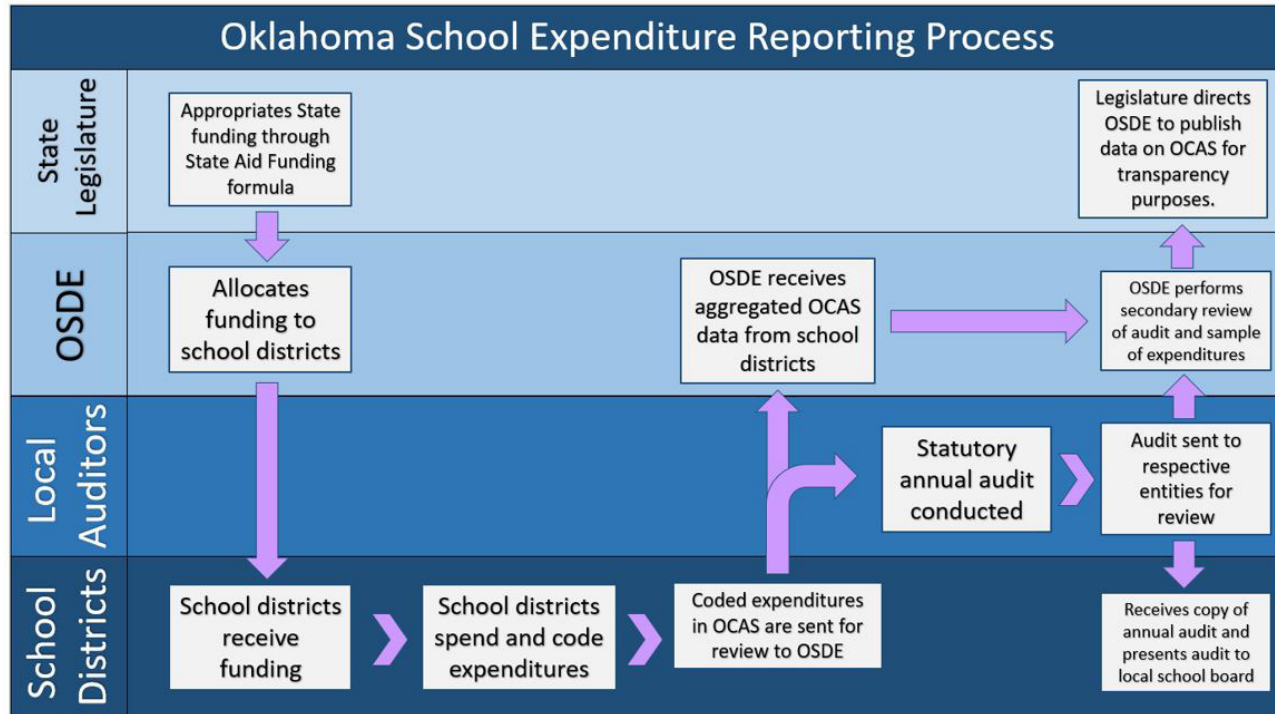 Oklahoma School Expenditure Reporting Process
State
Legislature
Appropriates State
funding through
State Aid Funding
formula
Legislature directs
OSDE to publish
data on OCAS for
transparency
purposes.
OSDE
Allocates
funding to
school districts
OSDE receives
aggregated OCAS
data from school
districts
OSDE performs
secondary review
of audit and sample
of expenditures
Local
Auditors
Statutory
annual audit
conducted
Audit sent to
respective
entities for
review
School
Districts
School districts
receive
funding
School districts
spend and code
expenditures
Coded expenditures
in OCAS are sent for
review to OSDE
Receives copy of
annual audit and
presents audit to
local school board